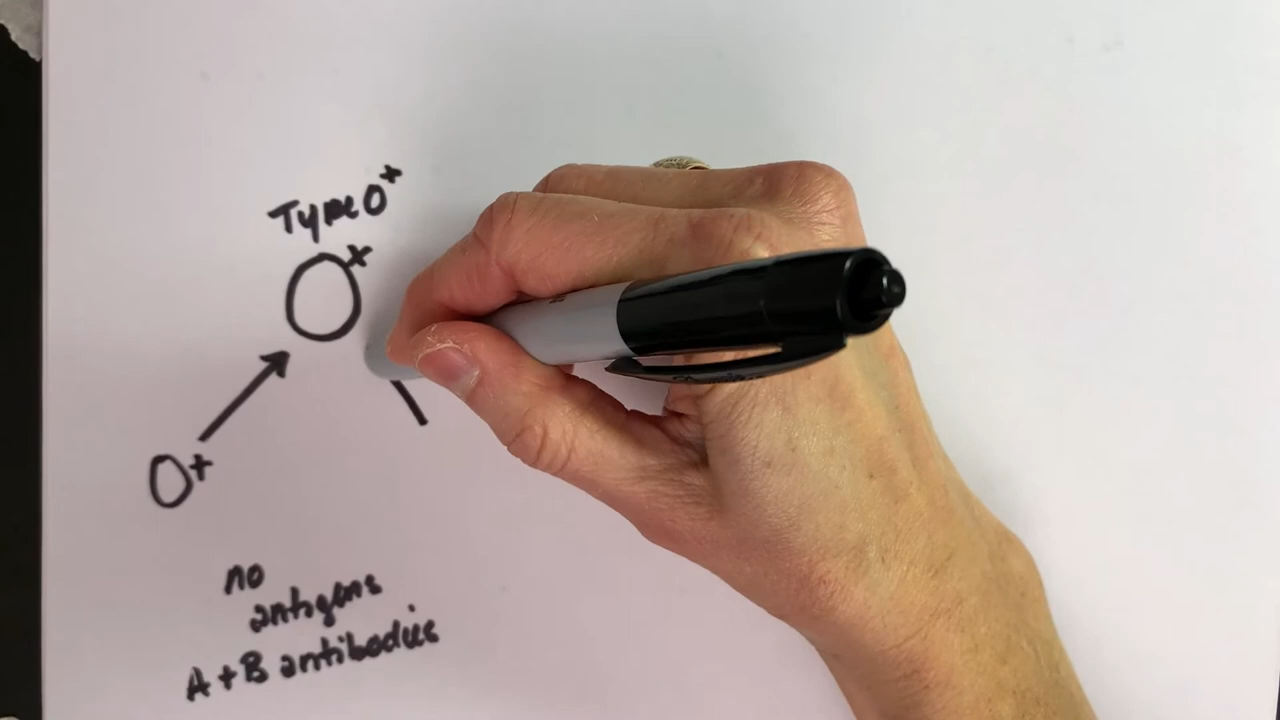 Type O+
+
O+
no
antigens
A + B antibodies